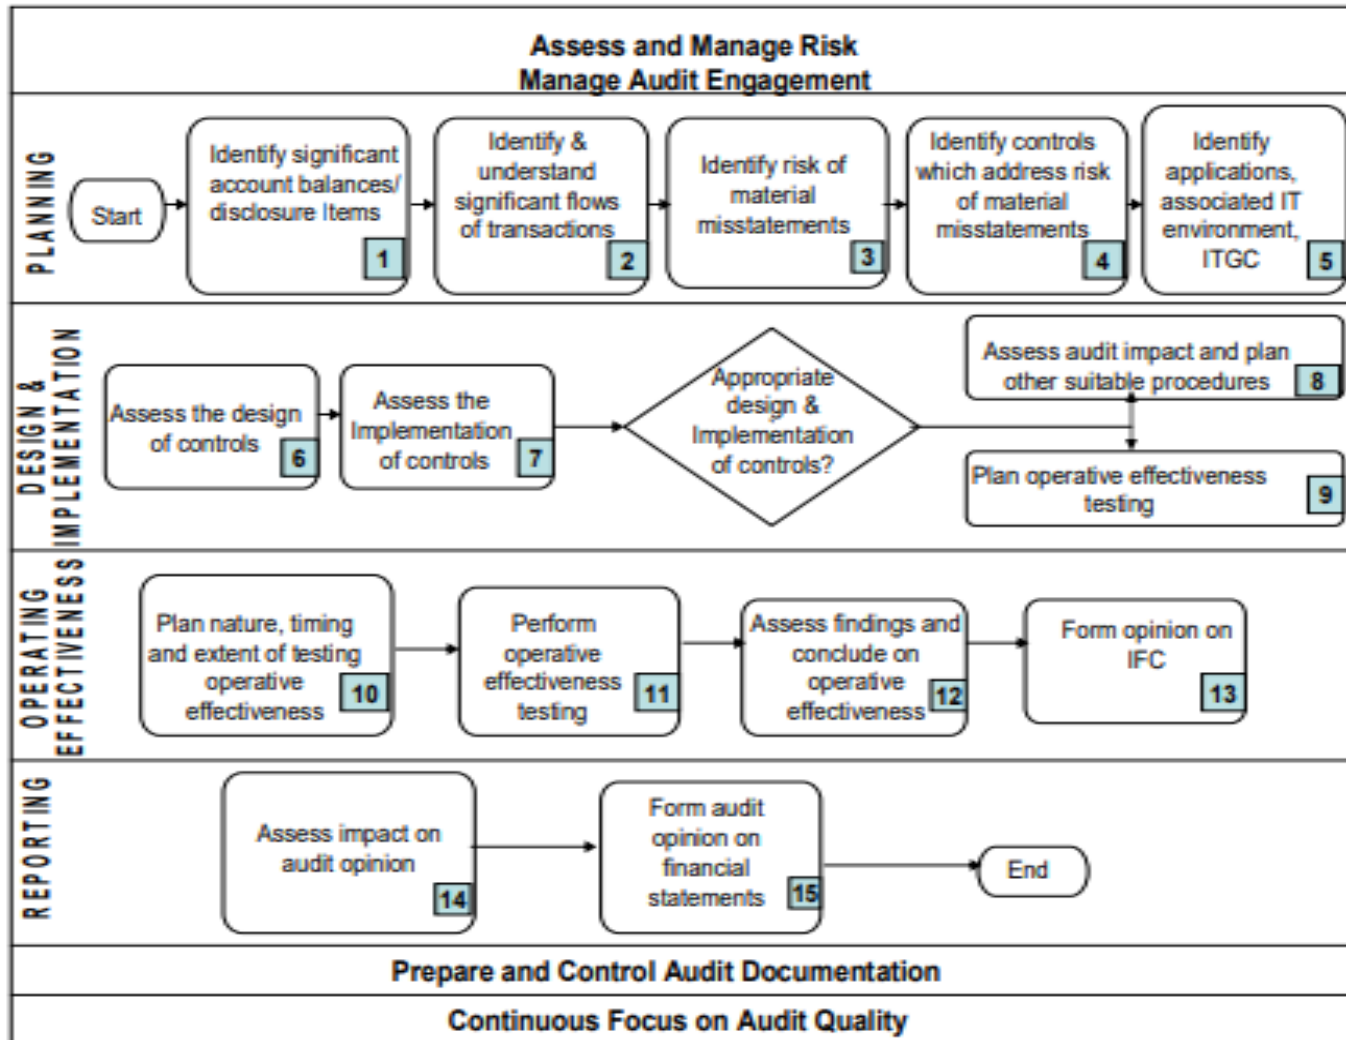 Assess and Manage Risk
Manage Audit Engagement
PLANNING
Start
Identify significant
account balances/
disclosure Items
1
Identify &
understand
significant flows
of transactions
2
Identify risk of
material
misstatements
3
Identify controls
which address risk
of material
misstatements
4
Identify
applications,
associated IT
environment,
ITGC
5
DESIGN &
IMPLEMENTATION
Assess the design
of controls
6
Assess the
Implementation
of controls
7
Appropriate
design &
Implementation
of controls?
Assess audit impact and plan
other suitable procedures
8
Plan operative effectiveness
testing
9
OPERATING
EFFECTIVENESS
Plan nature, timing
and extent of testing
operative
effectiveness
10
Perform
operative
effectiveness
testing
11
Assess findings and
conclude on
operative
effectiveness
12
Form opinion on
IFC
13
REPORTING
Assess impact on
audit opinion
14
Form audit
opinion on
financial
statements
15
End
Prepare and Control Audit Documentation
Continuous Focus on Audit Quality